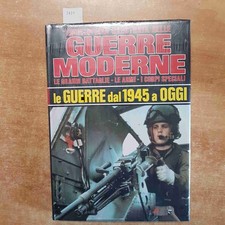 GUERRE
MODERNE
LE GRANDI BATTAGLIE - LE ARMI - I CORPI SPECIALI
le GUERRE dal 1945 a OGGI